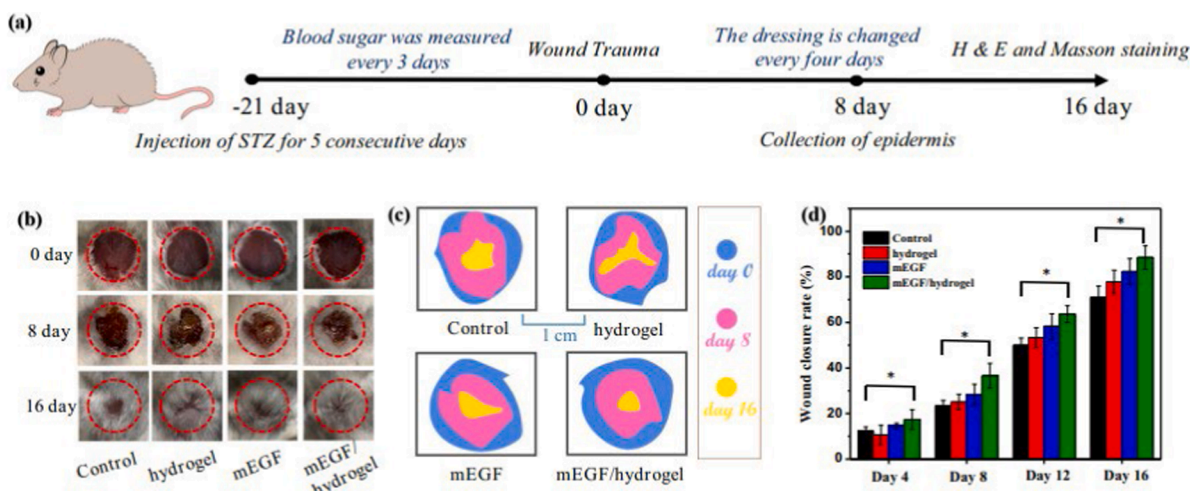 (a)
Blood sugar was measured
every 3 days
Wound Trauma
The dressing is changed
every four days
H & E and Masson staining
-21 day
0 day
8 day
16 day
Injection of STZ for 5 consecutive days
Collection of epidermis
(b)
0 day
8 day
16 day
Control
hydrogel
mEGF
mEGF/
hydrogel
(c)
Control
hydrogel
1 cm
mEGF
mEGF/hydrogel
day 0
day 8
day 16
(d)
Wound closure rate (%)
100
80
60
40
20
0
Control
hydrogel
mEGF
mEGF/hydrogel
*
*
*
*
Day 4
Day 8
Day 12
Day 16